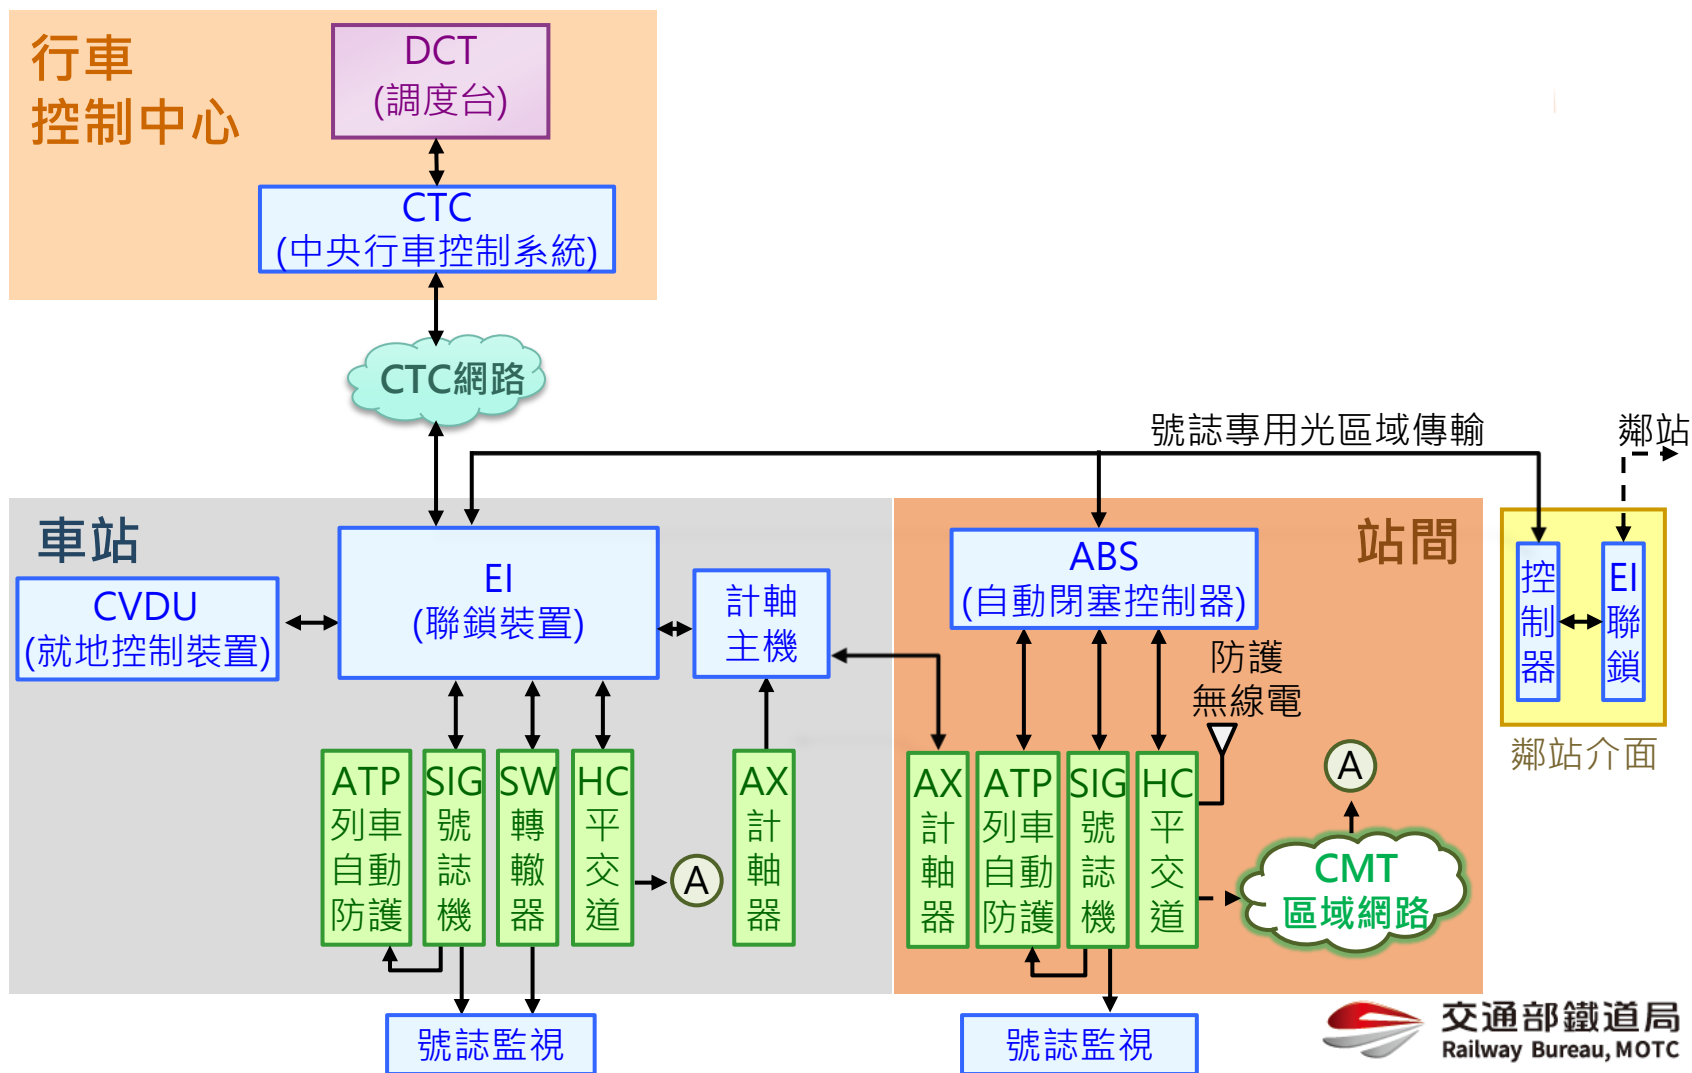 行車
控制中心
DCT
(調度台)
CTC
(中央行車控制系統)
CTC網路
號誌專用光區域傳輸
鄰站
車站
CVDU
(就地控制裝置)
EI
(聯鎖裝置)
計軸
主機
站間
ABS
(自動閉塞控制器)
防護
無線電
控
制
器
EI
聯
鎖
鄰站介面
ATP
列車
自動
防護
SIG
號
誌
機
SW
轉
轍
器
HC
平
交
道
A
AX
計
軸
器
AX
計
軸
器
ATP
列車
自動
防護
SIG
號
誌
機
HC
平
交
道
A
CMT
區域網路
號誌監視
號誌監視
交通部鐵道局
Railway Bureau, MOTC